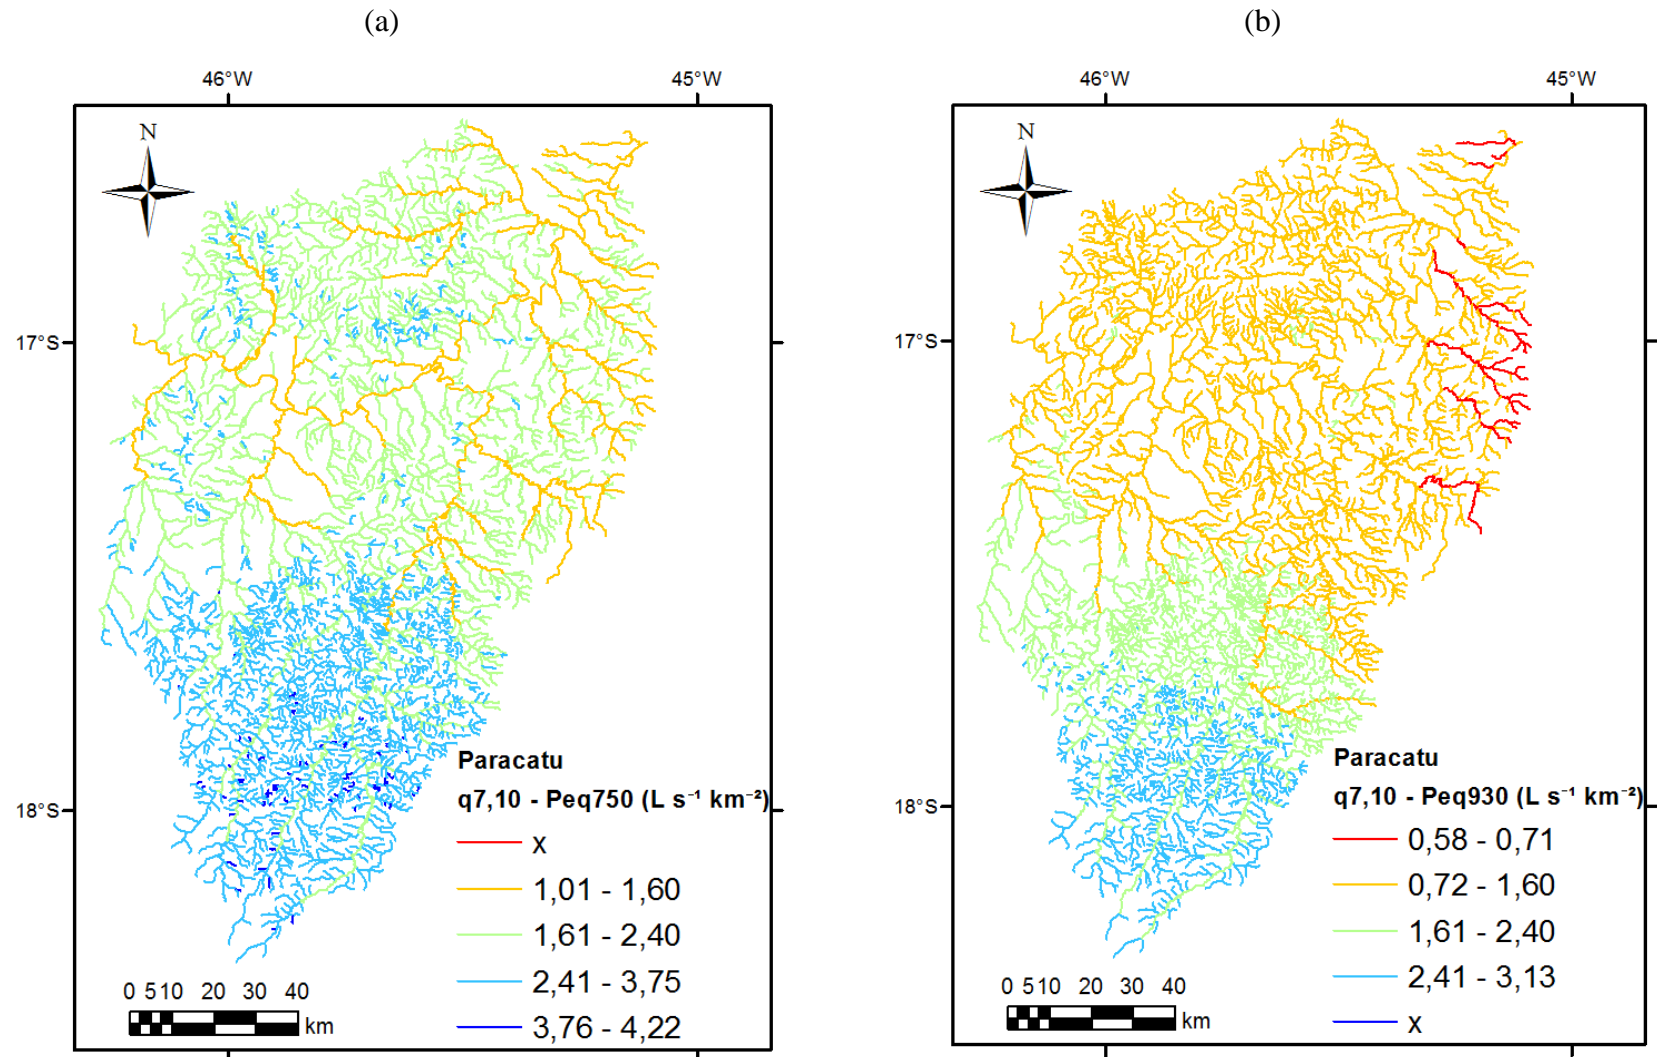 (a)
46°W
45°W
N
17°S
18°S
Paracatu
q7,10 - Peq750 (L s⁻¹ km⁻²)
x
1,01 - 1,60
1,61 - 2,40
2,41 - 3,75
3,76 - 4,22
0 5 10 20 30 40
km
(b)
46°W
45°W
N
17°S
18°S
Paracatu
q7,10 - Peq930 (L s⁻¹ km⁻²)
0,58 - 0,71
0,72 - 1,60
1,61 - 2,40
2,41 - 3,13
x
0 5 10 20 30 40
km